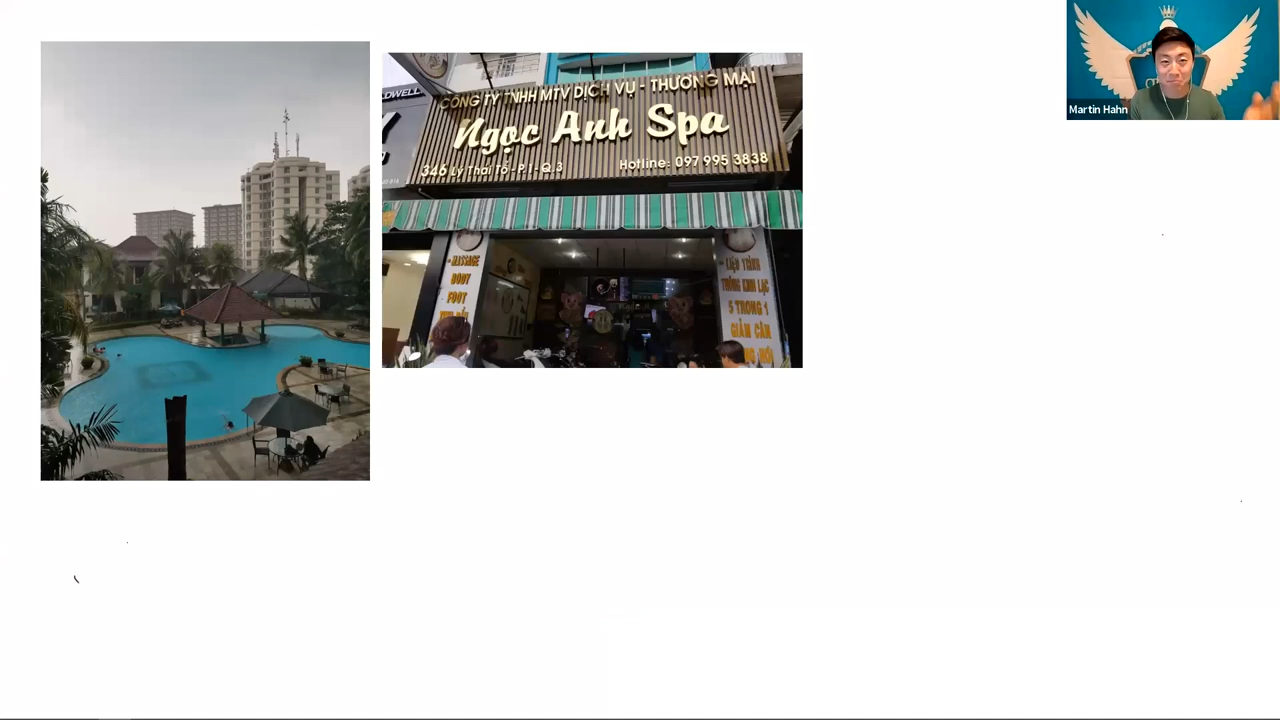 CÔNG TY TNHH MTV DỊCH VỤ - THƯƠNG MẠI
Ngọc Anh Spa
346 Lý Thái Tổ - P.1 - Q.3
Hotline: 097 995 3838
LDWELL
- MASSAGE
BODY
FOOT
- LIỆU TRÌNH
THÔNG KINH LẠC
5 TRONG 1
GIẢM CÂN
Martin Hahn